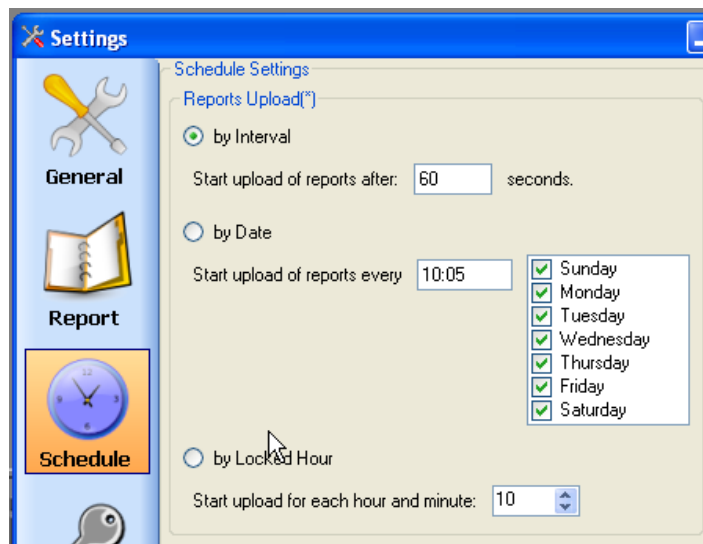 Settings
General
Report
Schedule
Schedule Settings
Reports Upload(*)
by Interval
Start upload of reports after: 60 seconds.
by Date
Start upload of reports every 10:05
Sunday
Monday
Tuesday
Wednesday
Thursday
Friday
Saturday
by Locked Hour
Start upload for each hour and minute: 10